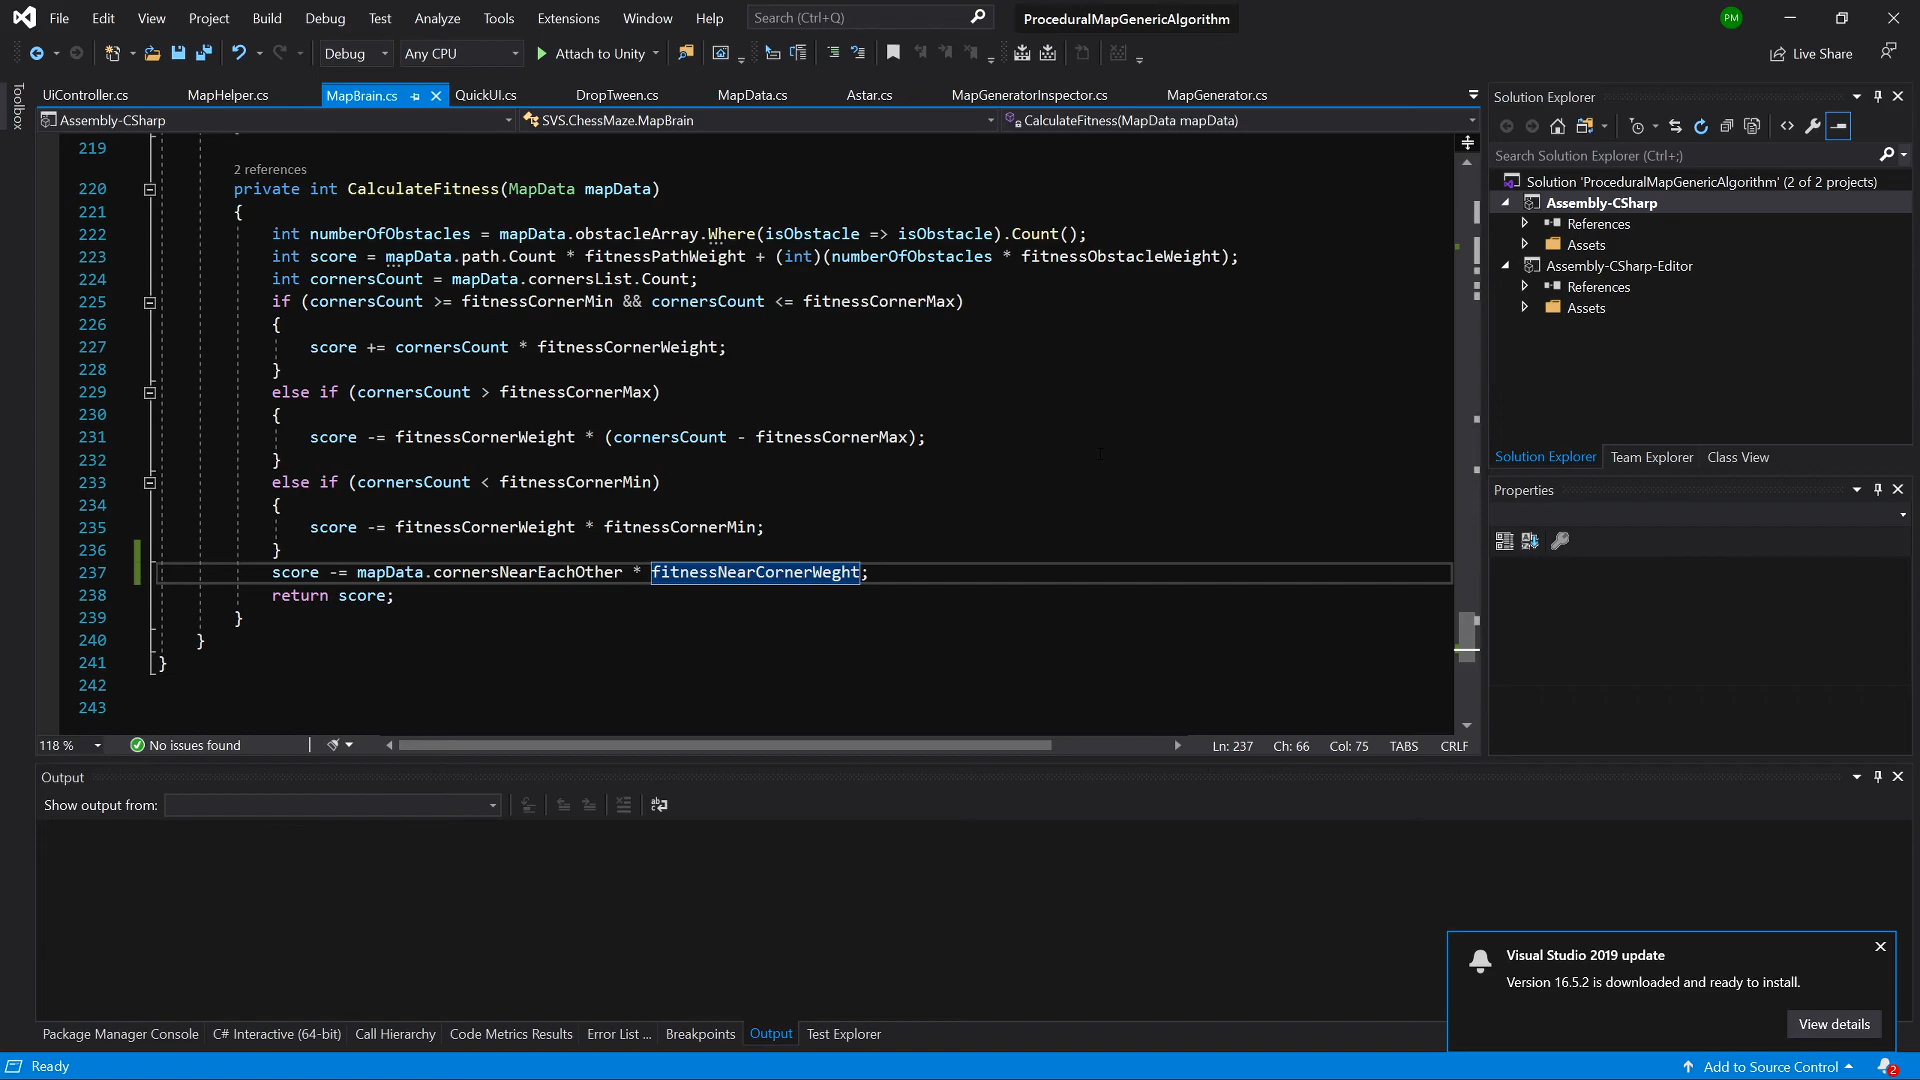 File Edit View Project Build Debug Test Analyze Tools Extensions Window Help Search (Ctrl+Q) ProceduralMapGenericAlgorithm PM
Debug Any CPU Attach to Unity Live Share
Toolbox
UiController.cs MapHelper.cs MapBrain.cs QuickUI.cs DropTween.cs MapData.cs Astar.cs MapGeneratorInspector.cs MapGenerator.cs
Assembly-CSharp SVS.ChessMaze.MapBrain CalculateFitness(MapData mapData)
219
2 references
220 private int CalculateFitness(MapData mapData)
221 {
222 int numberOfObstacles = mapData.obstacleArray.Where(isObstacle => isObstacle).Count();
223 int score = mapData.path.Count * fitnessPathWeight + (int)(numberOfObstacles * fitnessObstacleWeight);
224 int cornersCount = mapData.cornersList.Count;
225 if (cornersCount >= fitnessCornerMin && cornersCount <= fitnessCornerMax)
226 {
227 score += cornersCount * fitnessCornerWeight;
228 }
229 else if (cornersCount > fitnessCornerMax)
230 {
231 score -= fitnessCornerWeight * (cornersCount - fitnessCornerMax);
232 }
233 else if (cornersCount < fitnessCornerMin)
234 {
235 score -= fitnessCornerWeight * fitnessCornerMin;
236 }
237 score -= mapData.cornersNearEachOther * fitnessNearCornerWeght;
238 return score;
239 }
240 }
241 }
242
243
118 % No issues found Ln: 237 Ch: 66 Col: 75 TABS CRLF
Output
Show output from:
Package Manager Console C# Interactive (64-bit) Call Hierarchy Code Metrics Results Error List ... Breakpoints Output Test Explorer
Solution Explorer
Search Solution Explorer (Ctrl+;)
Solution 'ProceduralMapGenericAlgorithm' (2 of 2 projects)
Assembly-CSharp
References
Assets
Assembly-CSharp-Editor
References
Assets
Solution Explorer Team Explorer Class View
Properties
Visual Studio 2019 update
Version 16.5.2 is downloaded and ready to install.
View details
Ready Add to Source Control 2